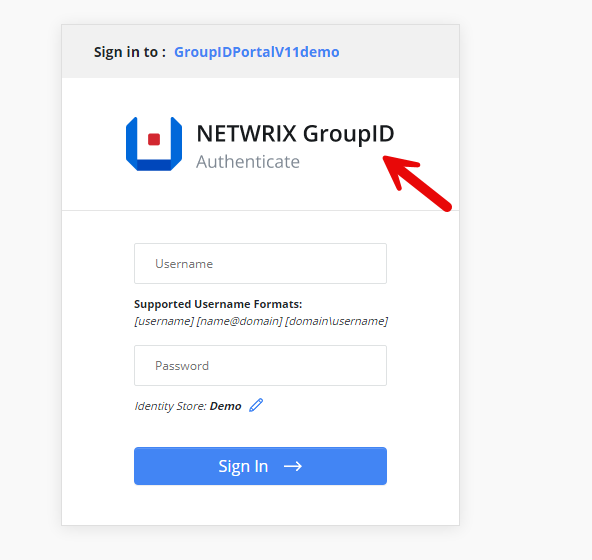 Sign in to : GroupIDPortalV11demo
NETWRIX GroupID
Authenticate
Username
Supported Username Formats:
[username] [name@domain] [domain\username]
Password
Identity Store: Demo
Sign In →